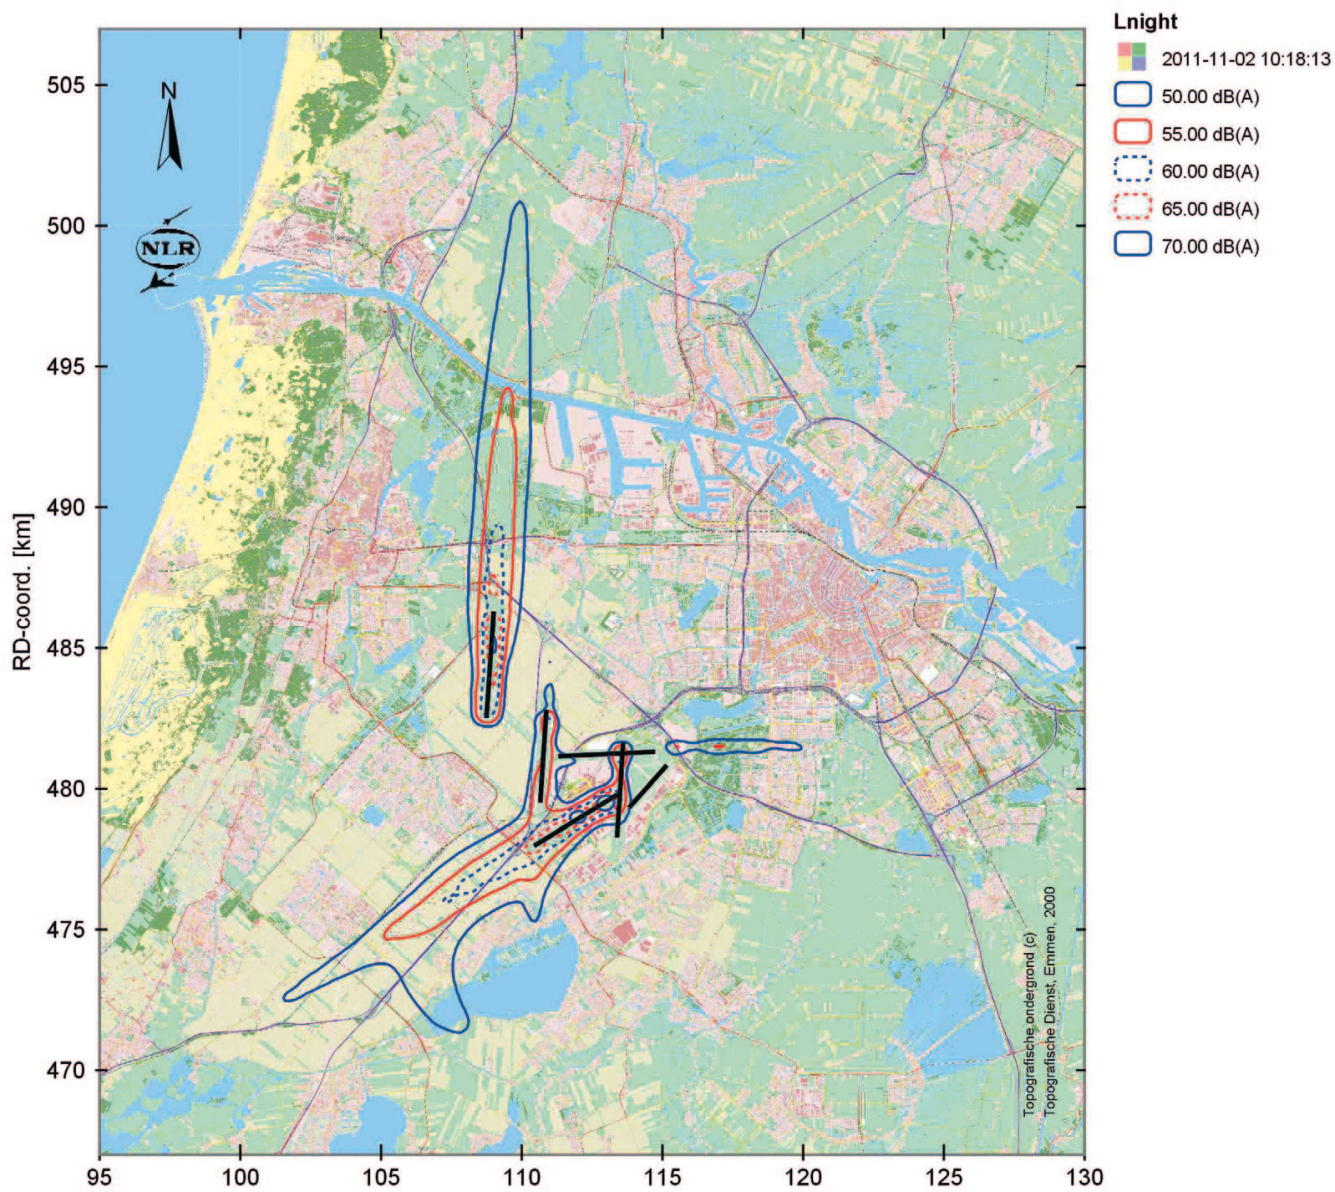 Lnight
2011-11-02 10:18:13
50.00 dB(A)
55.00 dB(A)
60.00 dB(A)
65.00 dB(A)
70.00 dB(A)
N
NLR
RD-coord. [km]
505
500
495
490
485
480
475
470
95 100 105 110 115 120 125 130
Topografische ondergrond (c)
Topografische Dienst, Emmen, 2000